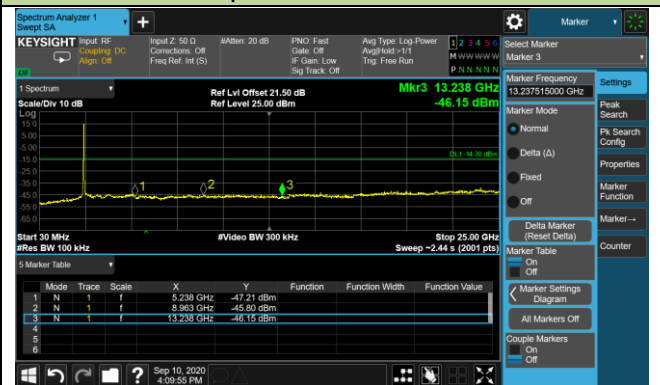 Spectrum Analyzer 1
Swept SA
Marker
KEYSIGHT
Input: RF
Coupling: DC
Align: Off
Input Z: 50 Ω
Corrections: Off
Freq Ref: Int (S)
#Atten: 20 dB
PNO: Fast
Gate: Off
IF Gain: Low
Sig Track: Off
Avg Type: Log-Power
Avg|Hold:>1/1
Trig: Free Run
1 2 3 4 5 6
M W W W W W
P N N N N N
Select Marker
Marker 3
1 Spectrum
Scale/Div 10 dB
Log
Ref Lvl Offset 21.50 dB
Ref Level 25.00 dBm
Mkr3 13.238 GHz
-46.15 dBm
15.0
5.00
-5.00
-15.0
-25.0
-35.0
-45.0
-55.0
-65.0
1
2
3
Start 30 MHz
#Res BW 100 kHz
#Video BW 300 kHz
Stop 25.00 GHz
Sweep ~2.44 s (2001 pts)
5 Marker Table
Mode Trace Scale X Y Function Function Width Function Value
1 N 1 f 5.238 GHz -47.21 dBm
2 N 1 f 8.963 GHz -45.80 dBm
3 N 1 f 13.238 GHz -46.15 dBm
4
5
6
Marker Frequency
13.237515000 GHz
Marker Mode
Normal
Delta (Δ)
Fixed
Off
Delta Marker
(Reset Delta)
Marker Table
On
Off
Marker Settings
Diagram
All Markers Off
Couple Markers
On
Off
Settings
Peak
Search
Pk Search
Config
Properties
Marker
Function
Marker→
Counter
Sep 10, 2020
4:09:55 PM